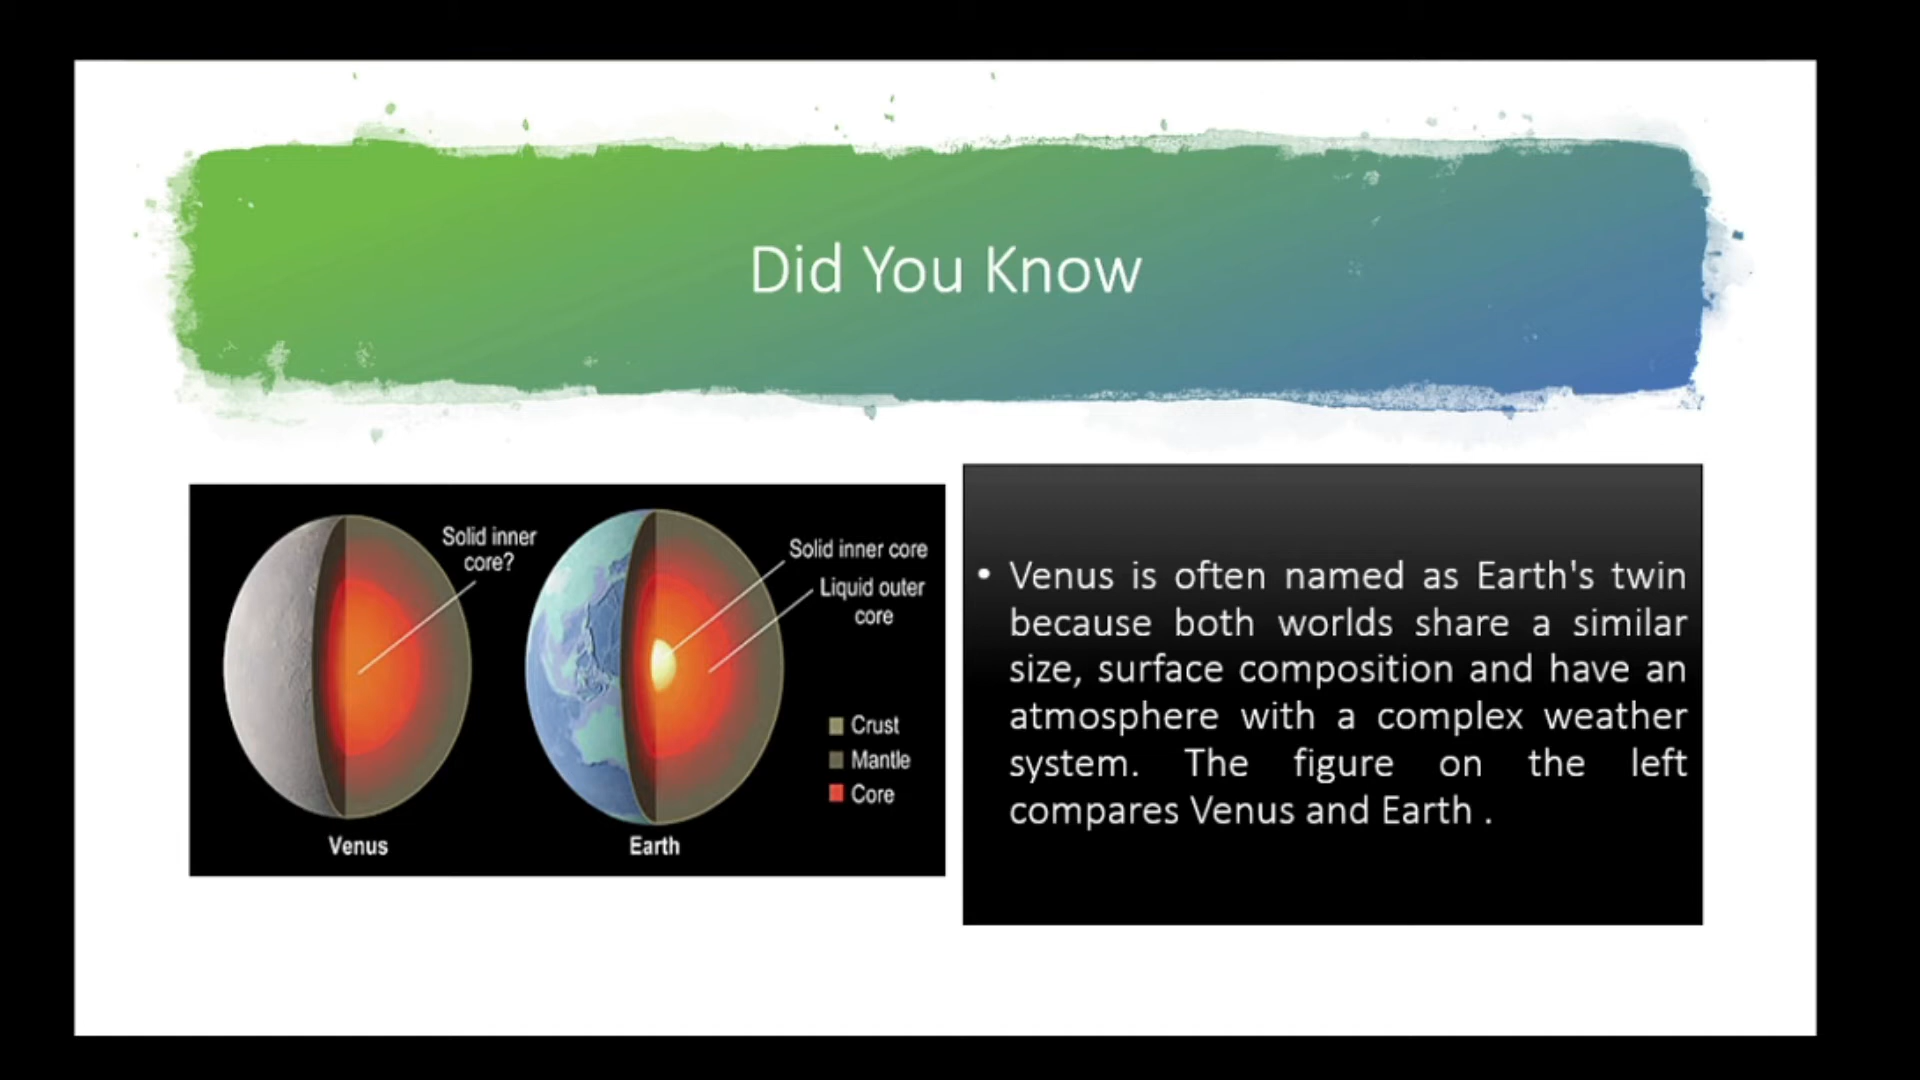 Did You Know
Solid inner
core?
Solid inner core
Liquid outer
core
Crust
Mantle
Core
Venus
Earth
• Venus is often named as Earth's twin
because both worlds share a similar
size, surface composition and have an
atmosphere with a complex weather
system. The figure on the left
compares Venus and Earth .